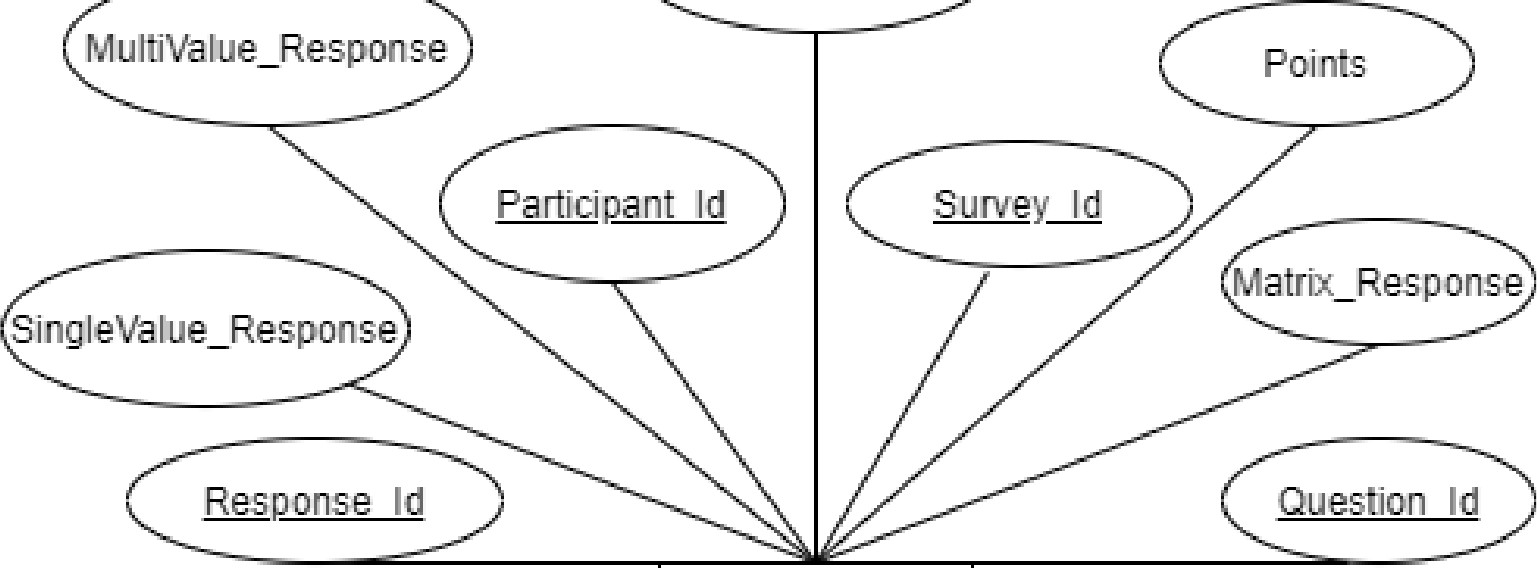 MultiValue_Response
Points
Participant_Id
Survey_Id
Matrix_Response
SingleValue_Response
Response_Id
Question_Id